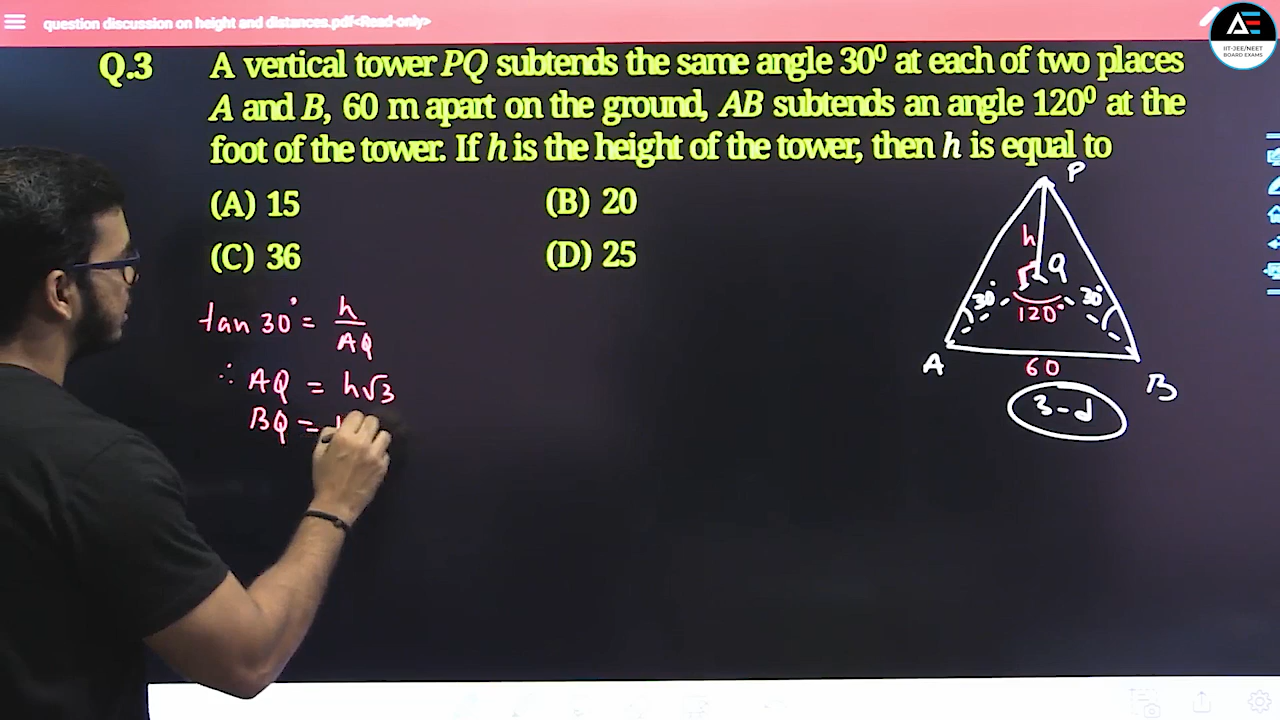 question discussion on height and distances.pdf<Read-only>
IIT-JEE/NEET
BOARD EXAMS
Q.3 A vertical tower PQ subtends the same angle 30⁰ at each of two places
A and B, 60 m apart on the ground, AB subtends an angle 120⁰ at the
foot of the tower. If h is the height of the tower, then h is equal to
(A) 15 (B) 20
(C) 36 (D) 25
tan 30° = h/AQ
∴ AQ = h√3
BQ =
P
h
Q
30° 30°
120°
A
B
60
3-d